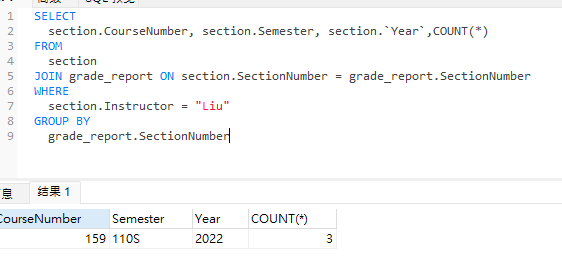 SQL
1 SELECT
2 section.CourseNumber, section.Semester, section.`Year`,COUNT(*)
3 FROM
4 section
5 JOIN grade_report ON section.SectionNumber = grade_report.SectionNumber
6 WHERE
7 section.Instructor = "Liu"
8 GROUP BY
9 grade_report.SectionNumber
息 结果 1
CourseNumber Semester Year COUNT(*)
159 110S 2022 3